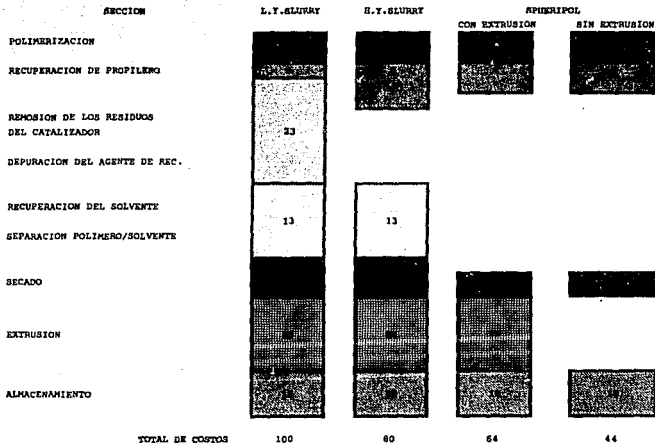 SECCION L.Y.SLURRY H.Y.SLURRY SPHERIPOL
CON EXTRUSION SIN EXTRUSION
POLIMERIZACION
RECUPERACION DE PROPILENO
REMOSION DE LOS RESIDUOS
DEL CATALIZADOR
23
DEPURACION DEL AGENTE DE REC.
RECUPERACION DEL SOLVENTE
13 13
SEPARACION POLIMERO/SOLVENTE
SECADO
EXTRUSION
ALMACENAMIENTO
TOTAL DE COSTOS 100 80 64 44